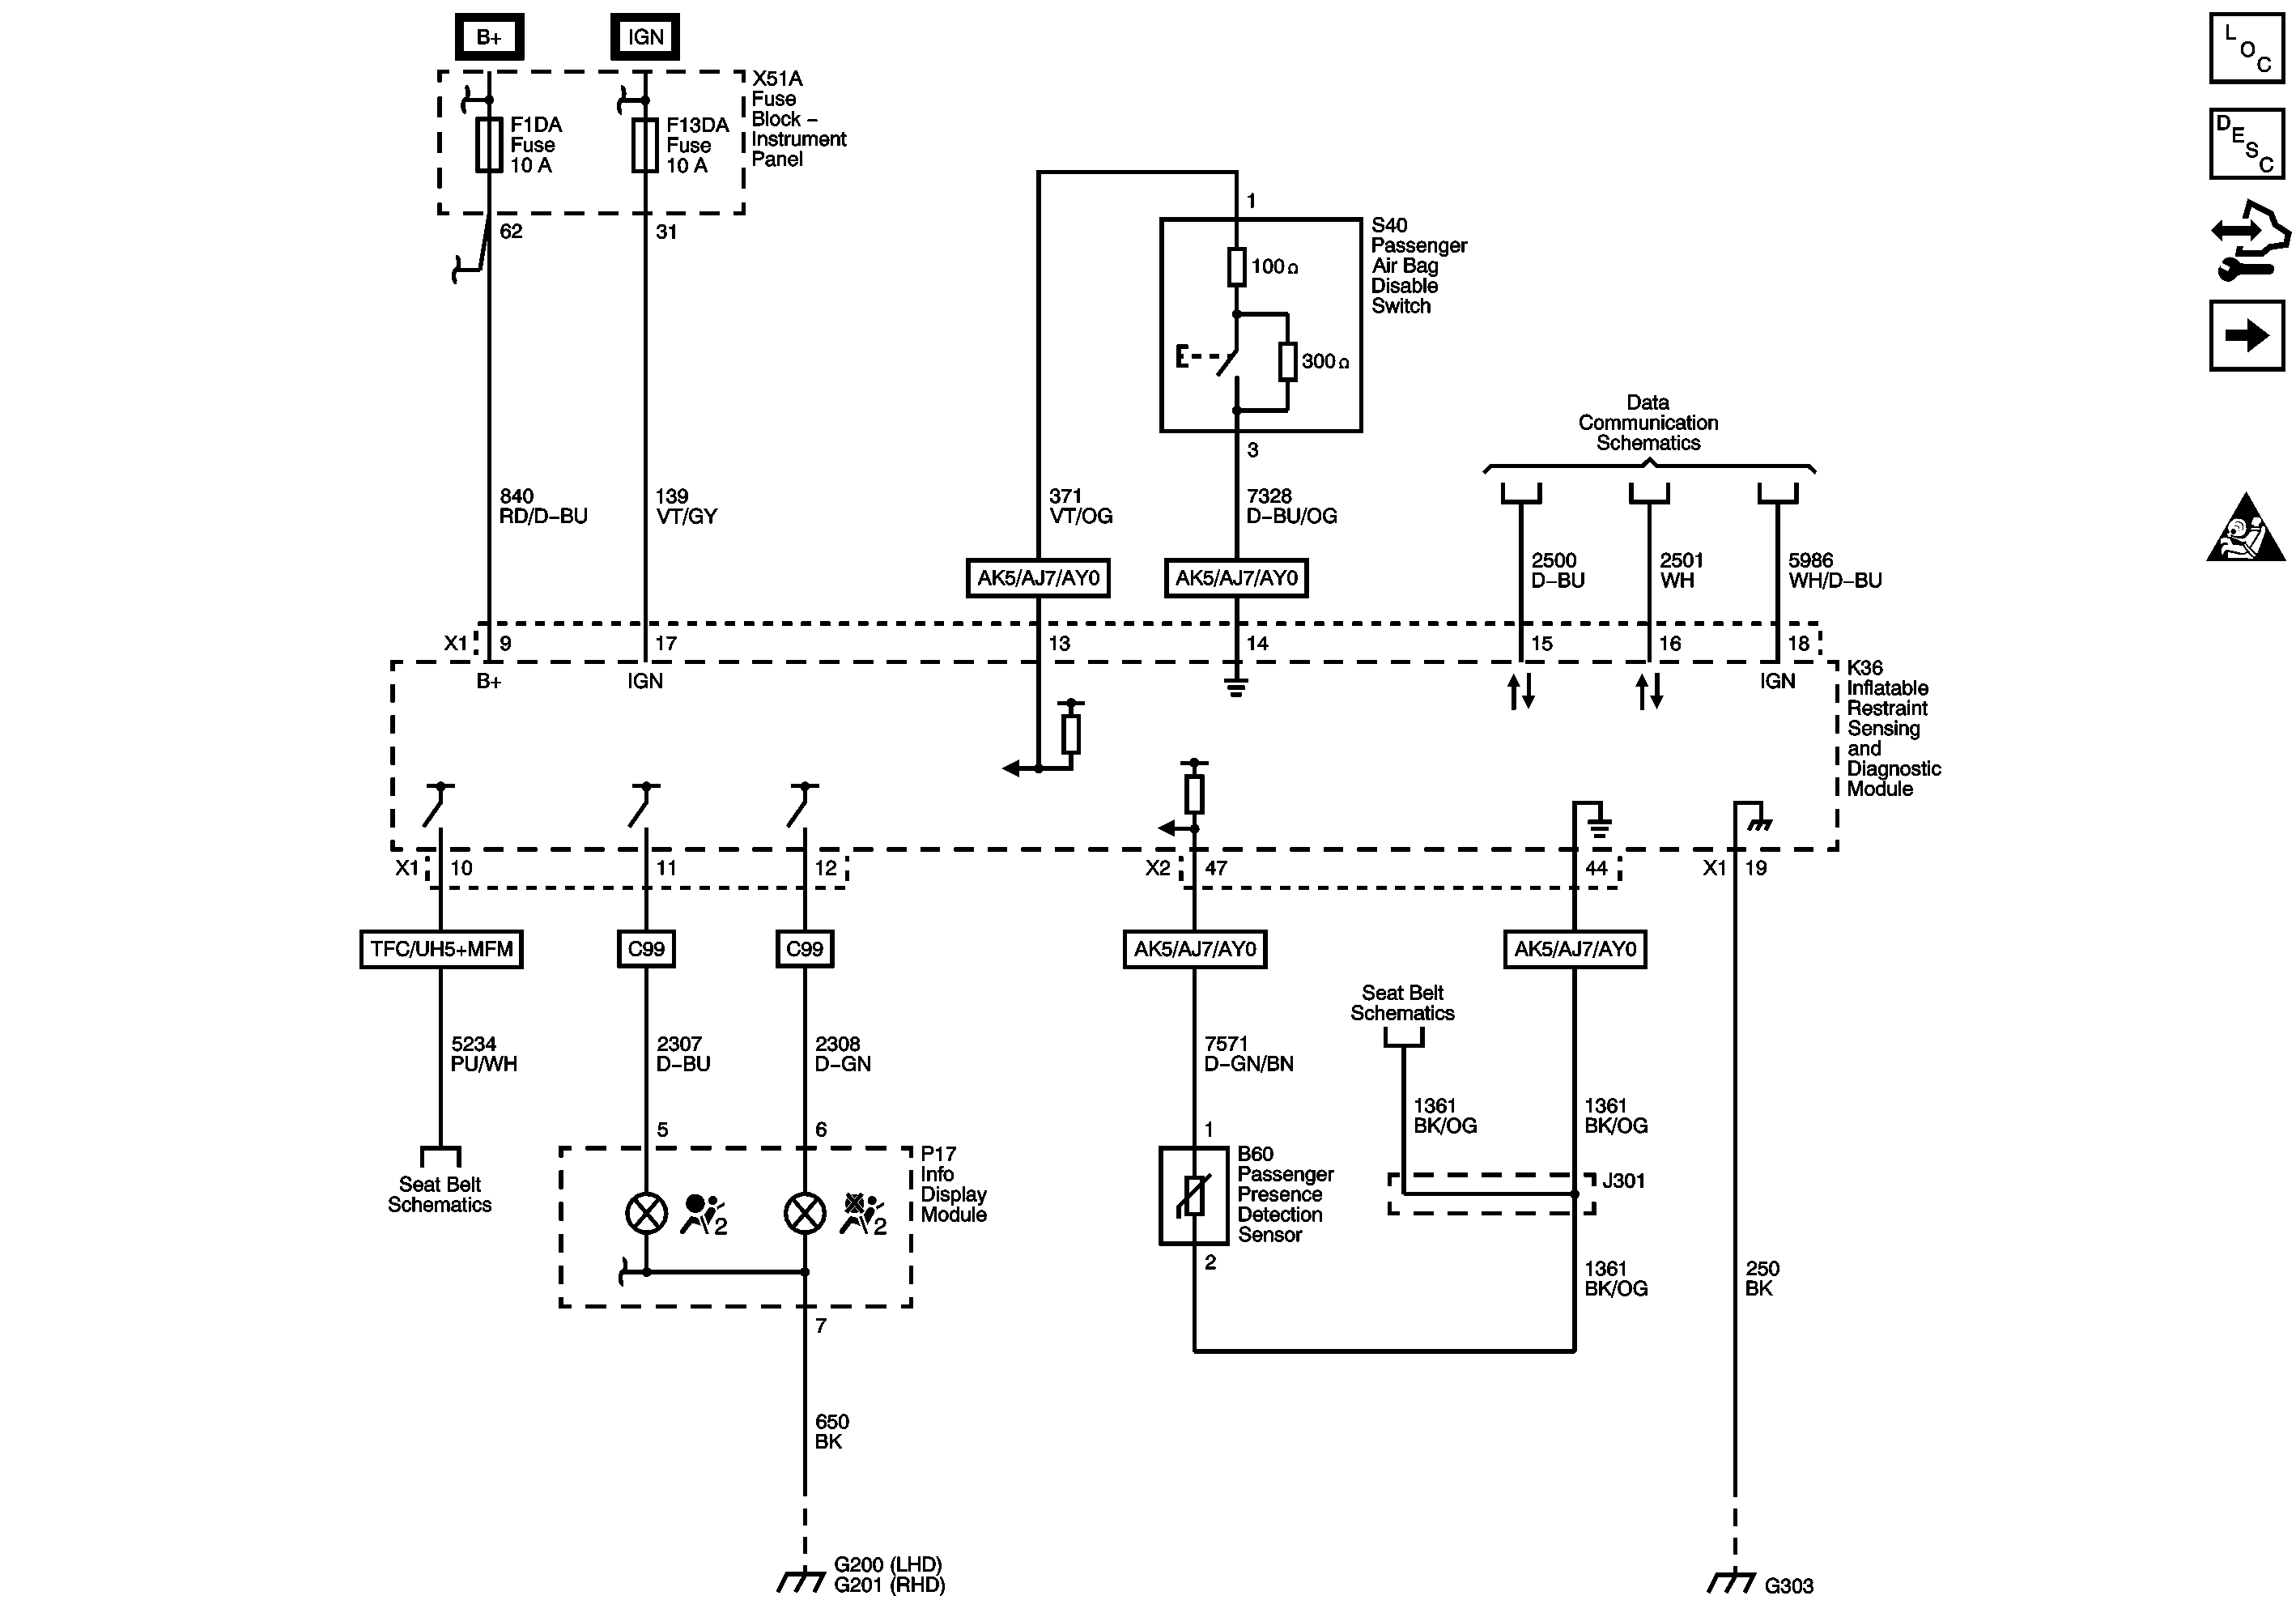 B+
IGN
X51A
Fuse
Block –
Instrument
Panel
F1DA
Fuse
10 A
F13DA
Fuse
10 A
62
31
1
S40
Passenger
Air Bag
Disable
Switch
100Ω
300Ω
3
Data
Communication
Schematics
840
RD/D–BU
139
VT/GY
371
VT/OG
7328
D–BU/OG
2500
D–BU
2501
WH
5986
WH/D–BU
AK5/AJ7/AY0
AK5/AJ7/AY0
X1
9
17
13
14
15
16
18
B+
IGN
IGN
K36
Inflatable
Restraint
Sensing
and
Diagnostic
Module
X1
10
11
12
X2
47
44
X1
19
TFC/UH5+MFM
C99
C99
AK5/AJ7/AY0
AK5/AJ7/AY0
Seat Belt
Schematics
5234
PU/WH
2307
D–BU
2308
D–GN
7571
D–GN/BN
1361
BK/OG
1361
BK/OG
5
6
1
Seat Belt
Schematics
P17
Info
Display
Module
2
2
B60
Passenger
Presence
Detection
Sensor
J301
2
1361
BK/OG
250
BK
7
650
BK
G200 (LHD)
G201 (RHD)
G303
L
O
C
D
E
S
C